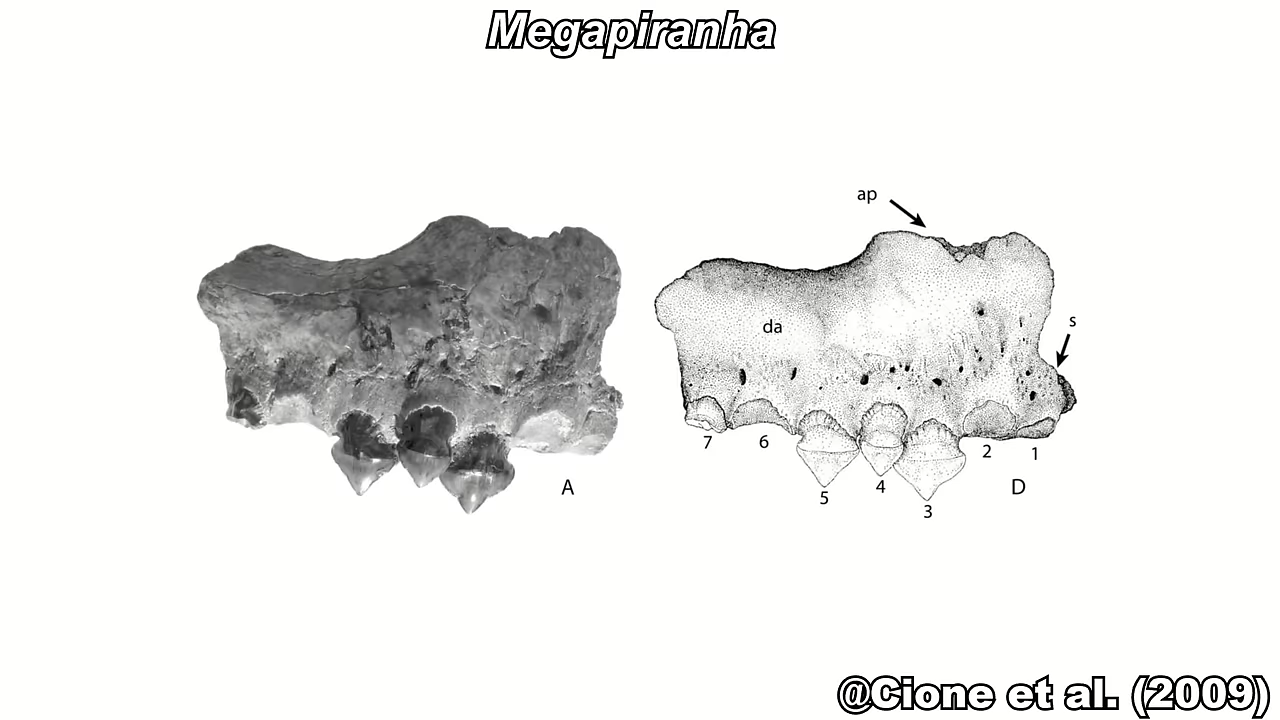 Megapiranha
ap
s
da
7
6
5
4
3
2
1
A
D
@Cione et al. (2009)